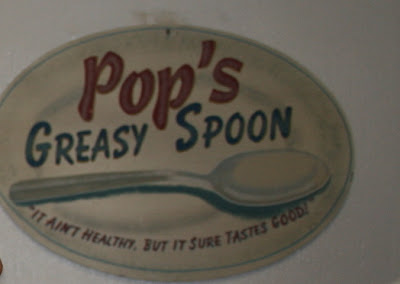 Pop's
GREASY SPOON
"IT AIN'T HEALTHY, BUT IT SURE TASTES GOOD!"